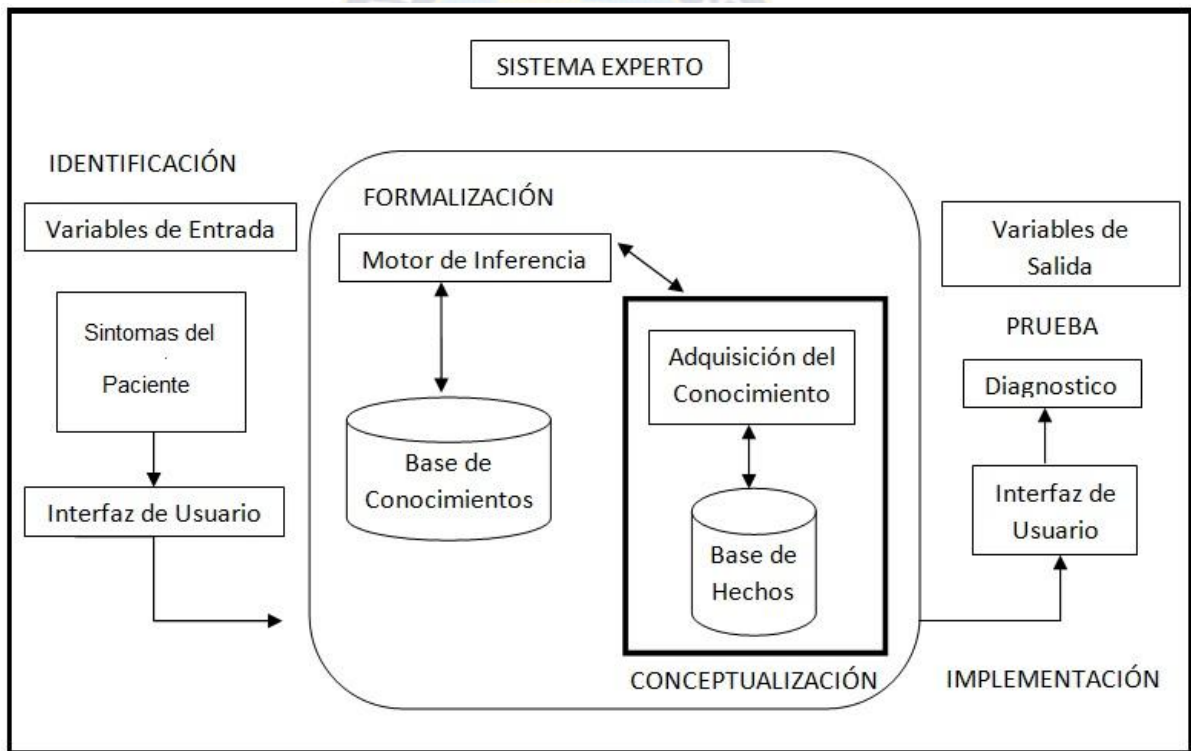 SISTEMA EXPERTO
IDENTIFICACIÓN
Variables de Entrada
Sintomas del
Paciente
Interfaz de Usuario
FORMALIZACIÓN
Motor de Inferencia
Base de
Conocimientos
Adquisición del
Conocimiento
Base de
Hechos
CONCEPTUALIZACIÓN
Variables de
Salida
PRUEBA
Diagnostico
Interfaz de
Usuario
IMPLEMENTACIÓN